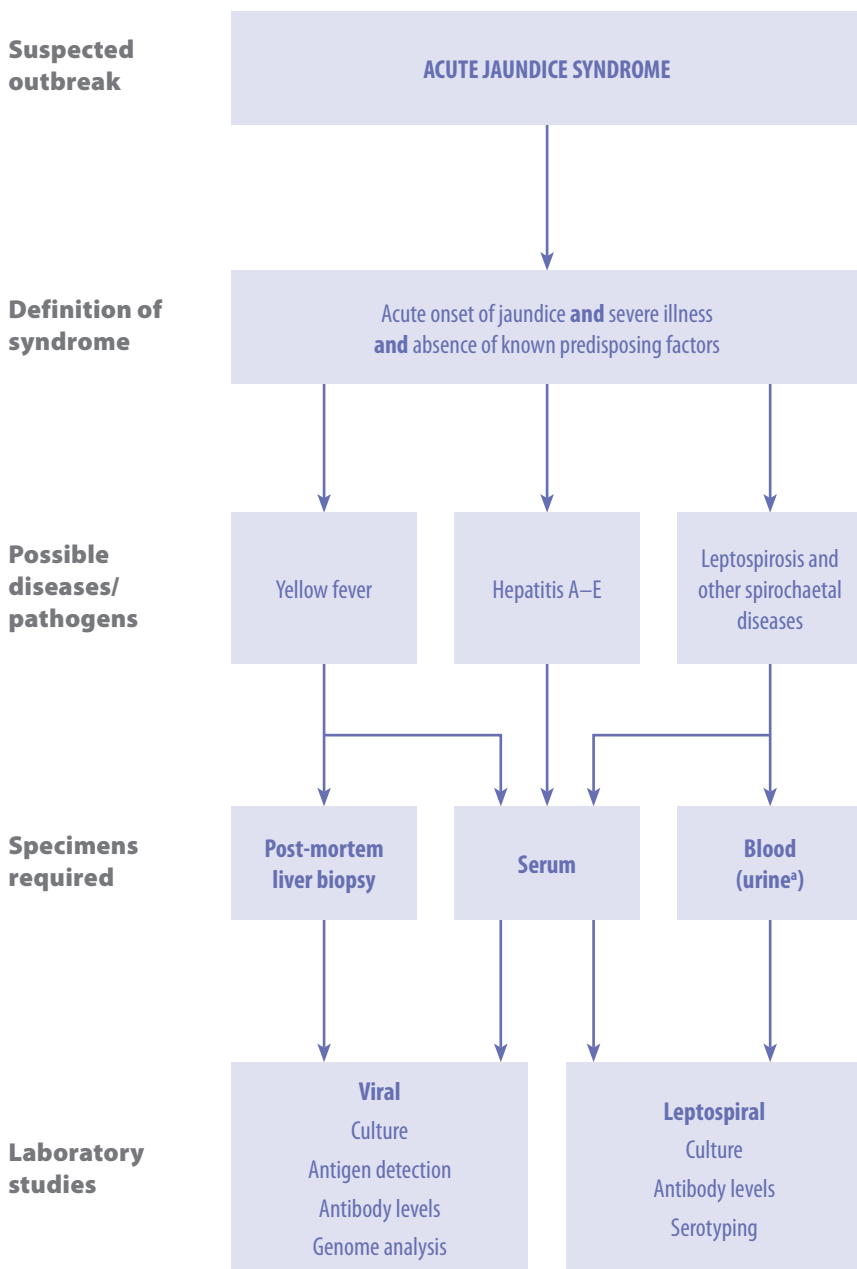 Suspected
outbreak
ACUTE JAUNDICE SYNDROME
Definition of
syndrome
Acute onset of jaundice and severe illness
and absence of known predisposing factors
Possible
diseases/
pathogens
Yellow fever
Hepatitis A–E
Leptospirosis and
other spirochaetal
diseases
Specimens
required
Post-mortem
liver biopsy
Serum
Blood
(urineᵃ)
Laboratory
studies
Viral
Culture
Antigen detection
Antibody levels
Genome analysis
Leptospiral
Culture
Antibody levels
Serotyping